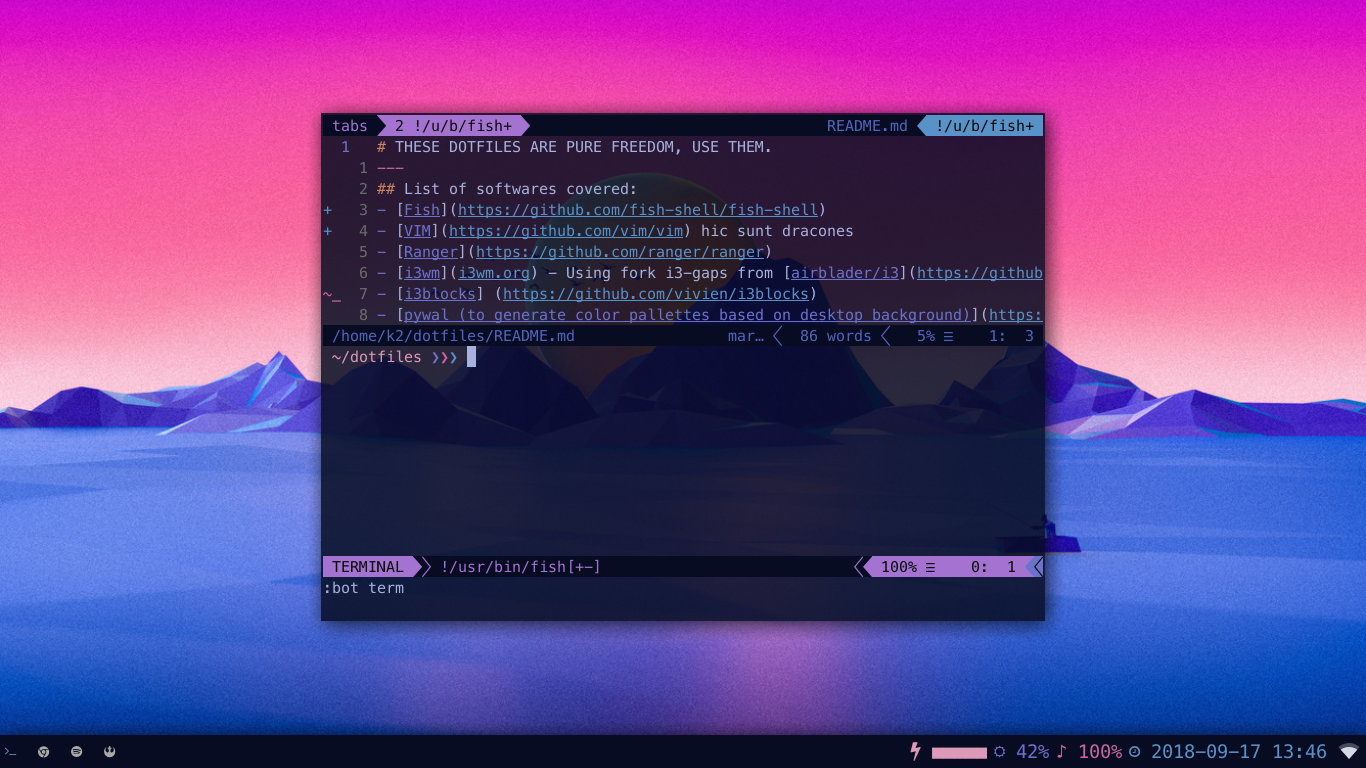 tabs 2 !/u/b/fish+ README.md !/u/b/fish+
1 # THESE DOTFILES ARE PURE FREEDOM, USE THEM.
1 ---
2 ## List of softwares covered:
+ 3 - [Fish](https://github.com/fish-shell/fish-shell)
+ 4 - [VIM](https://github.com/vim/vim) hic sunt dracones
5 - [Ranger](https://github.com/ranger/ranger)
6 - [i3wm](i3wm.org) - Using fork i3-gaps from [airblader/i3](https://github
~_ 7 - [i3blocks] (https://github.com/vivien/i3blocks)
8 - [pywal (to generate color pallettes based on desktop background)](https:
/home/k2/dotfiles/README.md mar… 86 words 5% ☰ 1: 3
~/dotfiles ❯❯❯
TERMINAL !/usr/bin/fish[+-] 100% ☰ 0: 1
:bot term
>_ 42% ♪ 100% 2018-09-17 13:46